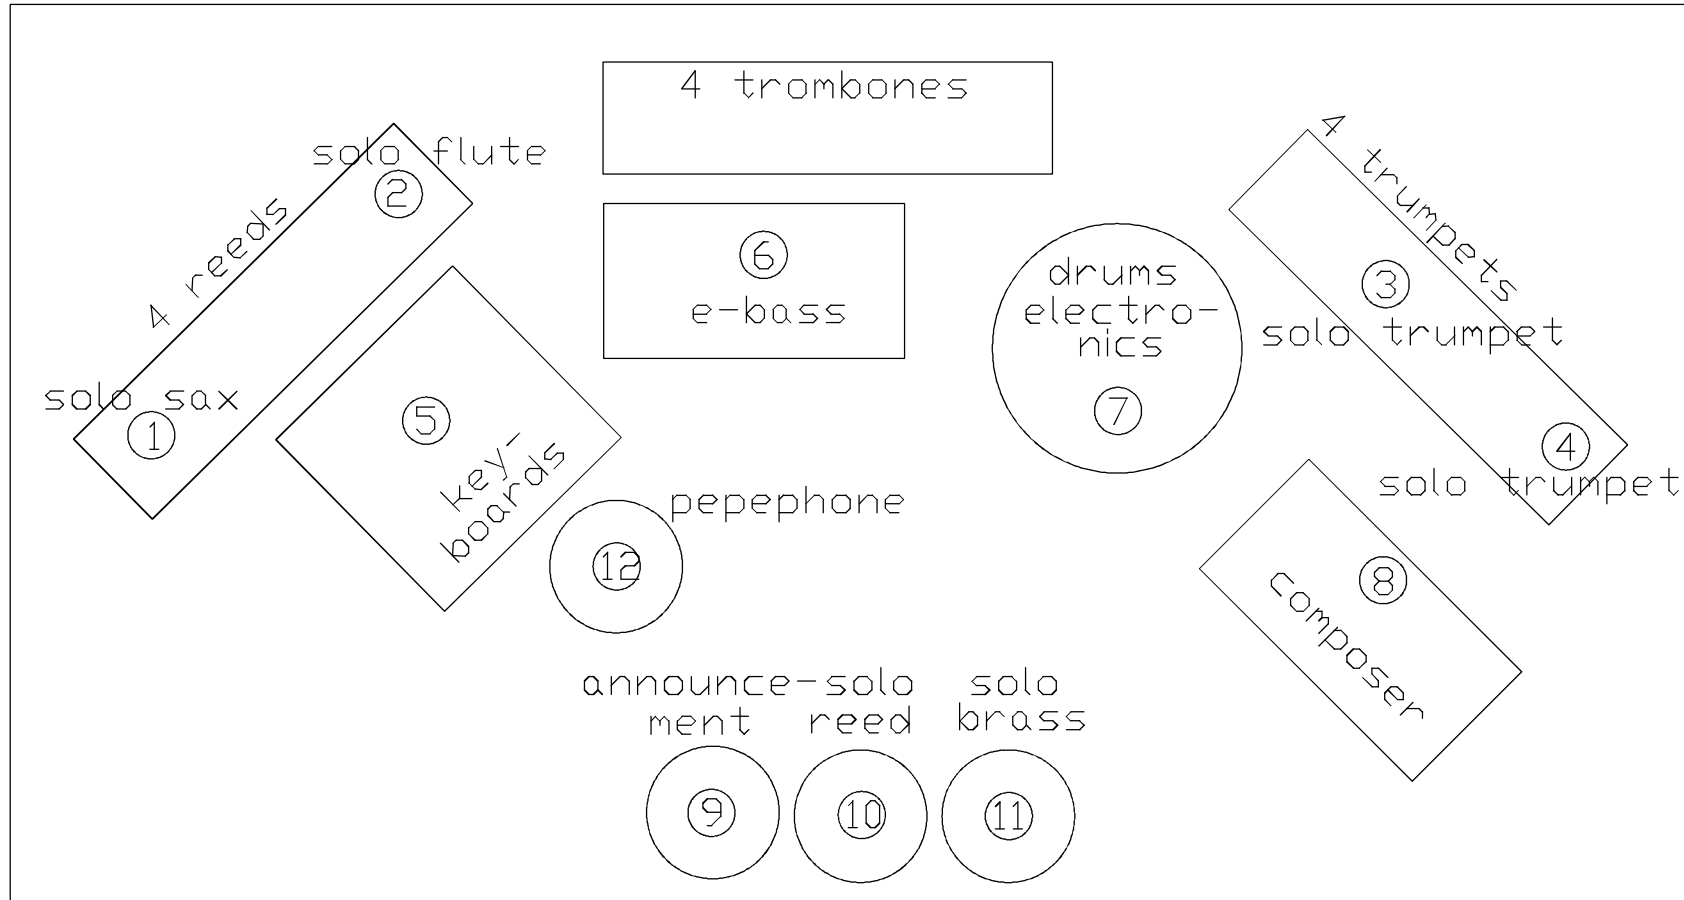 4 trombones
solo flute
2
4 reeds
solo sax
1
4 trumpets
3
solo trumpet
4
solo trumpet
6
e-bass
drums
electro-
nics
7
5
key-
boards
pepephone
12
8
composer
announce-
ment
9
solo
reed
10
solo
brass
11